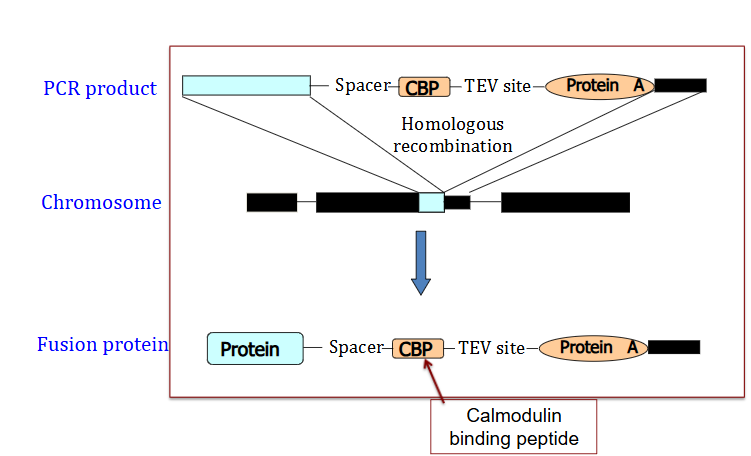 PCR product
Spacer CBP TEV site Protein A
Homologous
recombination
Chromosome
Fusion protein
Protein Spacer CBP TEV site Protein A
Calmodulin
binding peptide